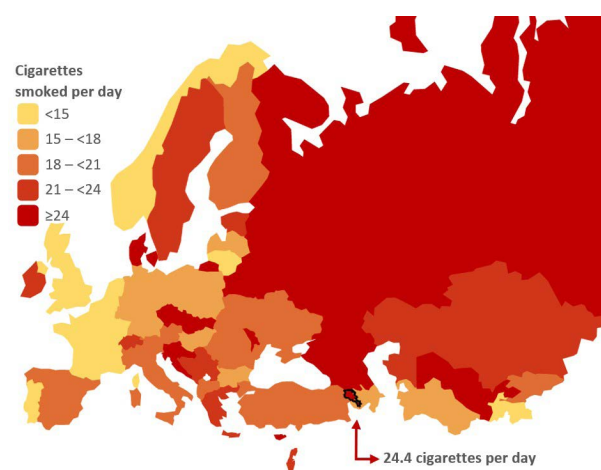 Cigarettes
smoked per day
<15
15 – <18
18 – <21
21 – <24
≥24
24.4 cigarettes per day